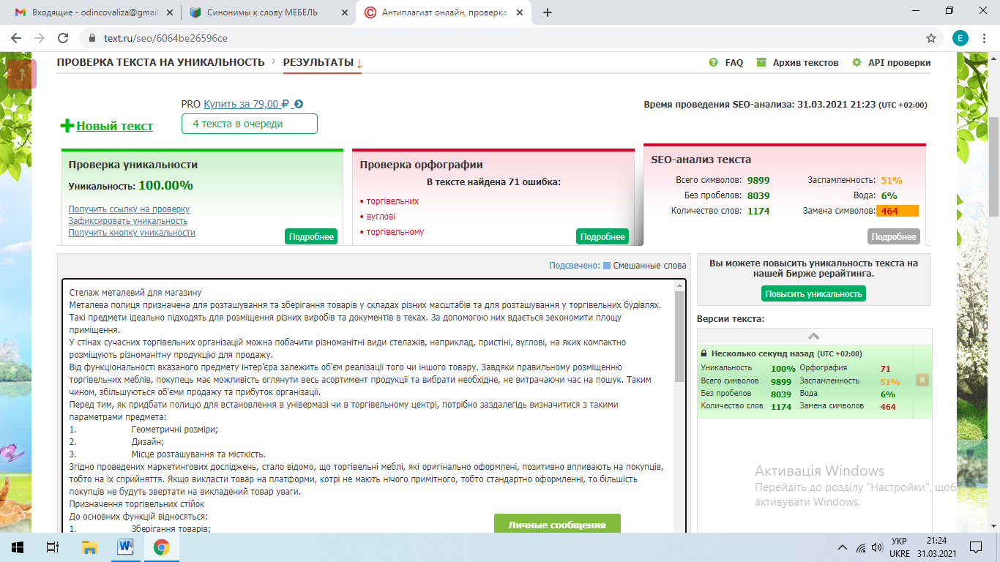 Входящие - odincovaliza@gmail.
Синонимы к слову МЕБЕЛЬ
Антиплагиат онлайн, проверка
text.ru/seo/6064be26596ce
E
ПРОВЕРКА ТЕКСТА НА УНИКАЛЬНОСТЬ > РЕЗУЛЬТАТЫ ↓
FAQ
Архив текстов
API проверки
PRO Купить за 79,00 ₽
Время проведения SEO-анализа: 31.03.2021 21:23 (UTC +02:00)
Новый текст
4 текста в очереди
Проверка уникальности
Уникальность: 100.00%
Получить ссылку на проверку
Зафиксировать уникальность
Получить кнопку уникальности
Подробнее
Проверка орфографии
В тексте найдена 71 ошибка:
• торгівельних
• вуглові
• торгівельному
Подробнее
SEO-анализ текста
Всего символов: 9899 Заспамленность: 51%
Без пробелов: 8039 Вода: 6%
Количество слов: 1174 Замена символов: 464
Подробнее
Подсвечено: Смешанные слова
Стелаж металевий для магазину
Металева полиця призначена для розташування та зберігання товарів у складах різних масштабів та для розташування у торгівельних будівлях.
Такі предмети ідеально підходять для розміщення різних виробів та документів в теках. За допомогою них вдається зекономити площу
приміщення.
У стінах сучасних торгівельних організацій можна побачити різноманітні види стелажів, наприклад, пристіні, вуглові, на яких компактно
розміщують різноманітну продукцію для продажу.
Від функціональності вказаного предмету інтер'єра залежить об'єм реалізації того чи іншого товару. Завдяки правильному розміщенню
торгівельних меблів, покупець має можливість оглянути весь асортимент продукції та вибрати необхідне, не витрачаючи час на пошук. Таким
чином, збільшуються об'єми продажу та прибуток організації.
Перед тим, як придбати полицю для встановлення в універмазі чи в торгівельному центрі, потрібно заздалегідь визначитися з такими
параметрами предмета:
1. Геометричні розміри;
2. Дизайн;
3. Місце розташування та місткість.
Згідно проведених маркетингових досліджень, стало відомо, що торгівельні меблі, які оригінально оформлені, позитивно впливають на покупців,
тобто на їх сприйняття. Якщо викласти товар на платформи, котрі не мають нічого примітного, тобто стандартно оформленні, то більшість
покупців не будуть звертати на викладений товар уваги.
Призначення торгівельних стійок
До основних функцій відносяться:
1. Зберігання товарів;
Вы можете повысить уникальность текста на
нашей Бирже рерайтинга.
Повысить уникальность
Версии текста:
Несколько секунд назад (UTC +02:00)
Уникальность 100% Орфография 71
Всего символов 9899 Заспамленность 51%
Без пробелов 8039 Вода 6%
Количество слов 1174 Замена символов 464
Активація Windows
Перейдіть до розділу "Настройки", щоб
активувати Windows.
Личные сообщения
УКР 21:24
UKRE 31.03.2021